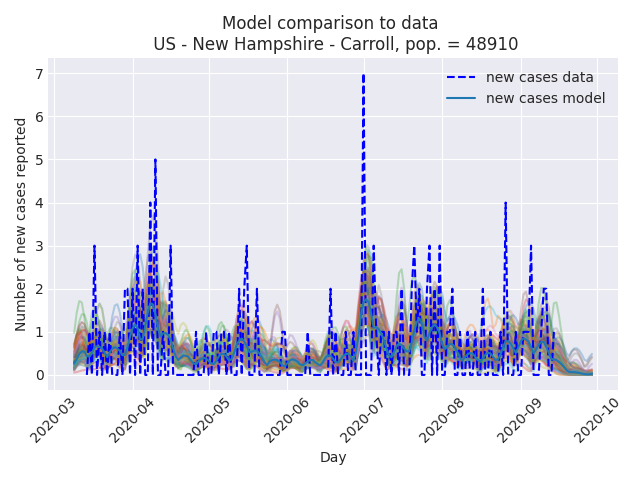 Model comparison to data
US - New Hampshire - Carroll, pop. = 48910
new cases data
new cases model
Number of new cases reported
7
6
5
4
3
2
1
0
2020-03
2020-04
2020-05
2020-06
2020-07
2020-08
2020-09
2020-10
Day